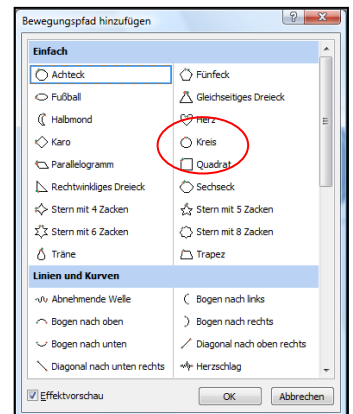 Bewegungspfad hinzufügen
Einfach
Achteck Fünfeck
Fußball Gleichseitiges Dreieck
Halbmond Herz
Karo Kreis
Parallelogramm Quadrat
Rechtwinkliges Dreieck Sechseck
Stern mit 4 Zacken Stern mit 5 Zacken
Stern mit 6 Zacken Stern mit 8 Zacken
Träne Trapez
Linien und Kurven
Abnehmende Welle Bogen nach links
Bogen nach oben Bogen nach rechts
Bogen nach unten Diagonal nach oben rechts
Diagonal nach unten rechts Herzschlag
Effektvorschau OK Abbrechen